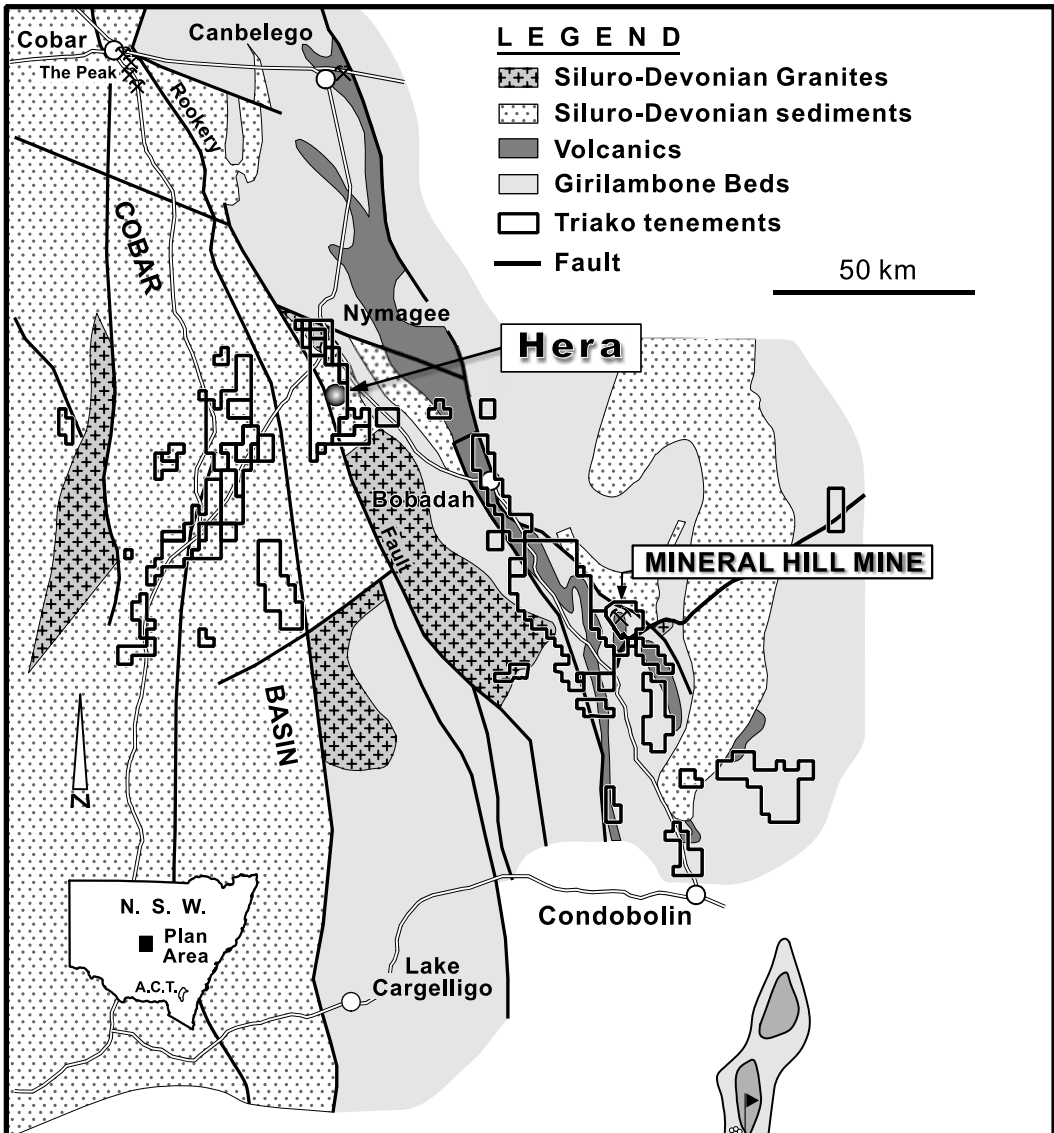 Cobar
Canbelego
The Peak
Rookery
L E G E N D
Siluro-Devonian Granites
Siluro-Devonian sediments
Volcanics
Girilambone Beds
Triako tenements
Fault
50 km
COBAR
Nymagee
Hera
Bobadah
Fault
MINERAL HILL MINE
BASIN
Z
N. S. W.
Plan
Area
A.C.T.
Condobolin
Lake
Cargelligo